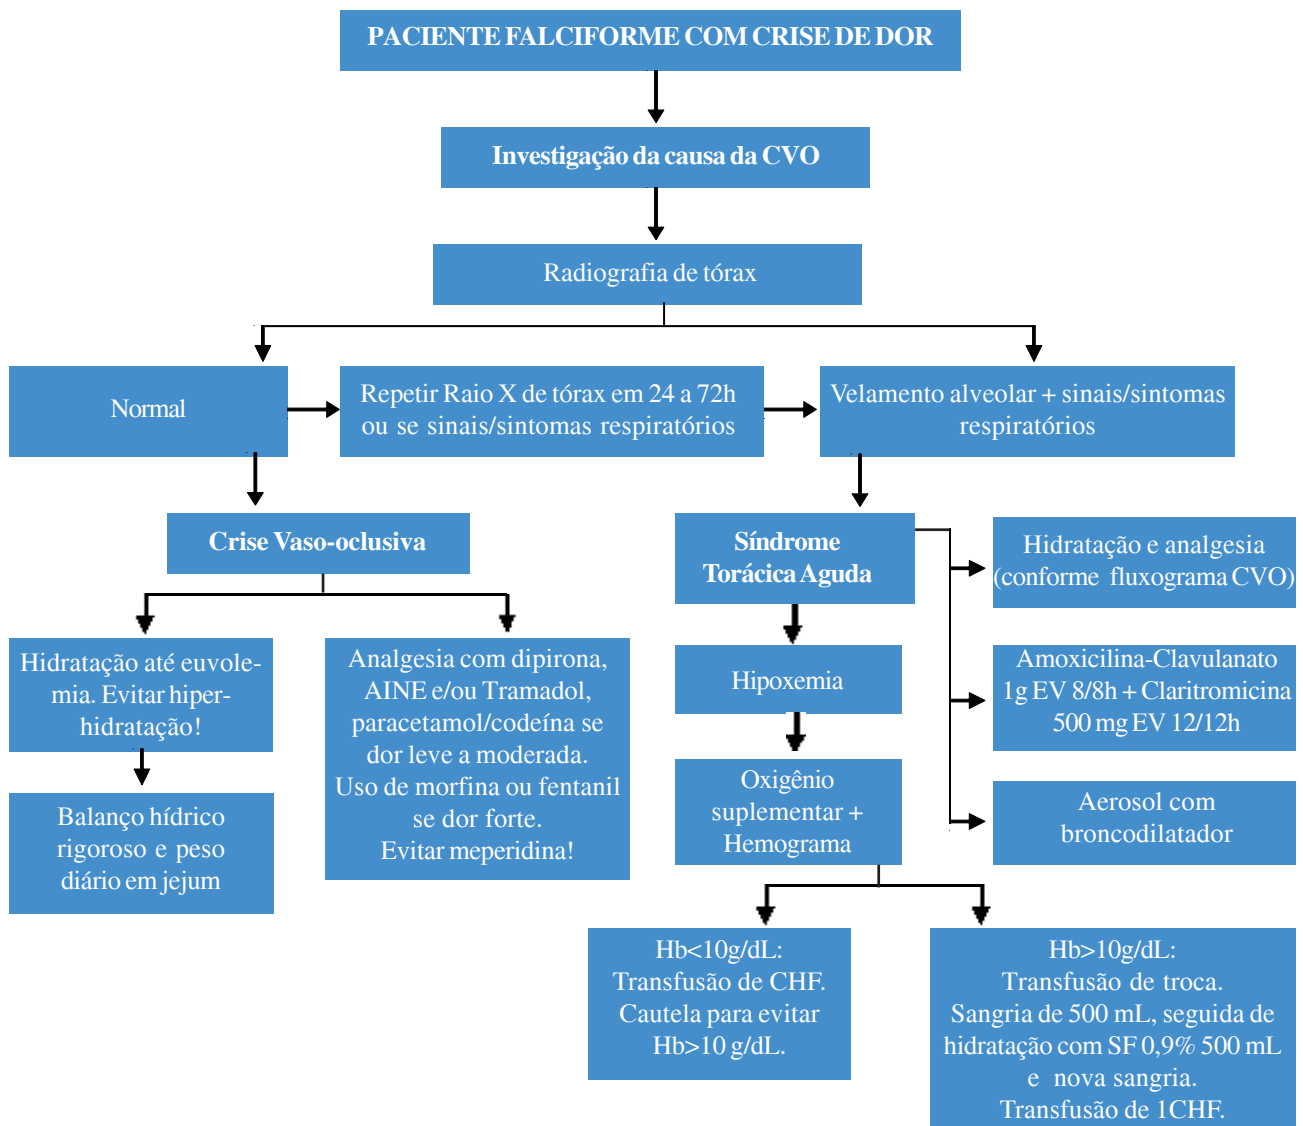 PACIENTE FALCIFORME COM CRISE DE DOR
Investigação da causa da CVO
Radiografia de tórax
Normal
Repetir Raio X de tórax em 24 a 72h
ou se sinais/sintomas respiratórios
Velamento alveolar + sinais/sintomas
respiratórios
Crise Vaso-oclusiva
Síndrome
Torácica Aguda
Hidratação e analgesia
(conforme fluxograma CVO)
Hidratação até euvole-
mia. Evitar hiper-
hidratação!
Analgesia com dipirona,
AINE e/ou Tramadol,
paracetamol/codeína se
dor leve a moderada.
Uso de morfina ou fentanil
se dor forte.
Evitar meperidina!
Hipoxemia
Amoxicilina-Clavulanato
1g EV 8/8h + Claritromicina
500 mg EV 12/12h
Balanço hídrico
rigoroso e peso
diário em jejum
Oxigênio
suplementar +
Hemograma
Aerosol com
broncodilatador
Hb<10g/dL:
Transfusão de CHF.
Cautela para evitar
Hb>10 g/dL.
Hb>10g/dL:
Transfusão de troca.
Sangria de 500 mL, seguida de
hidratação com SF 0,9% 500 mL
e nova sangria.
Transfusão de 1CHF.